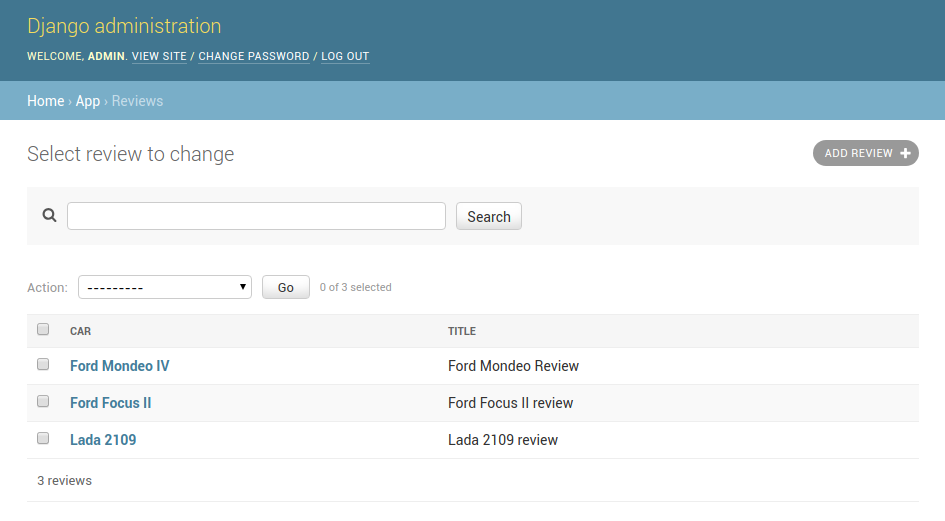 Django administration
WELCOME, ADMIN. VIEW SITE / CHANGE PASSWORD / LOG OUT
Home › App › Reviews
Select review to change
ADD REVIEW +
Search
Action: --------- Go 0 of 3 selected
CAR TITLE
Ford Mondeo IV Ford Mondeo Review
Ford Focus II Ford Focus II review
Lada 2109 Lada 2109 review
3 reviews